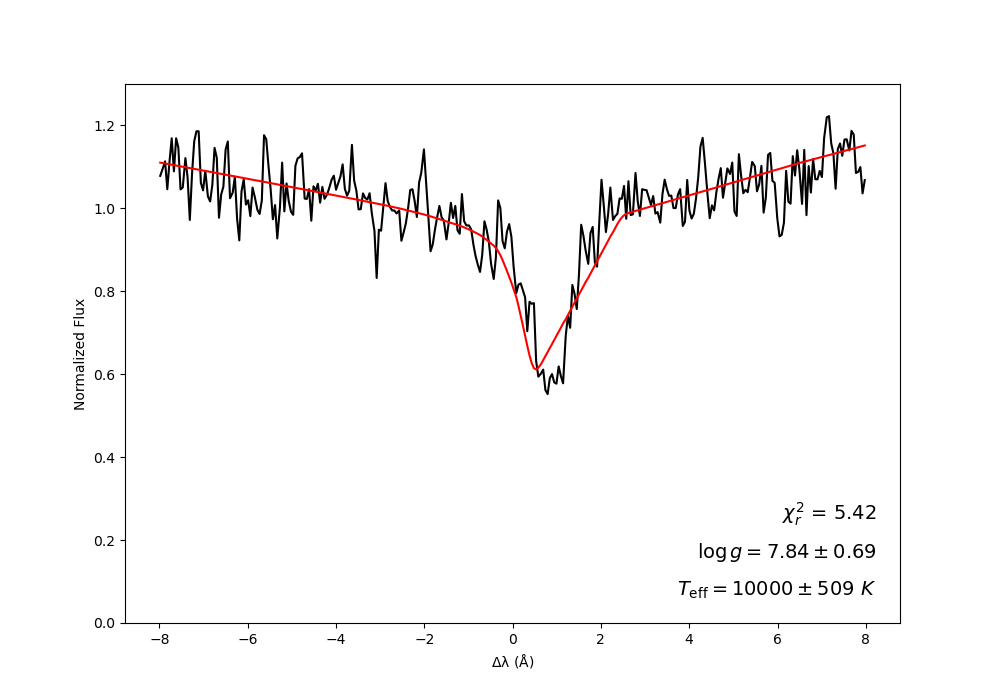 1.2
1.0
0.8
0.6
0.4
0.2
0.0
Normalized Flux
χ²ᵣ = 5.42
log g = 7.84 ± 0.69
T_eff = 10000 ± 509 K
−8 −6 −4 −2 0 2 4 6 8
Δλ (Å)